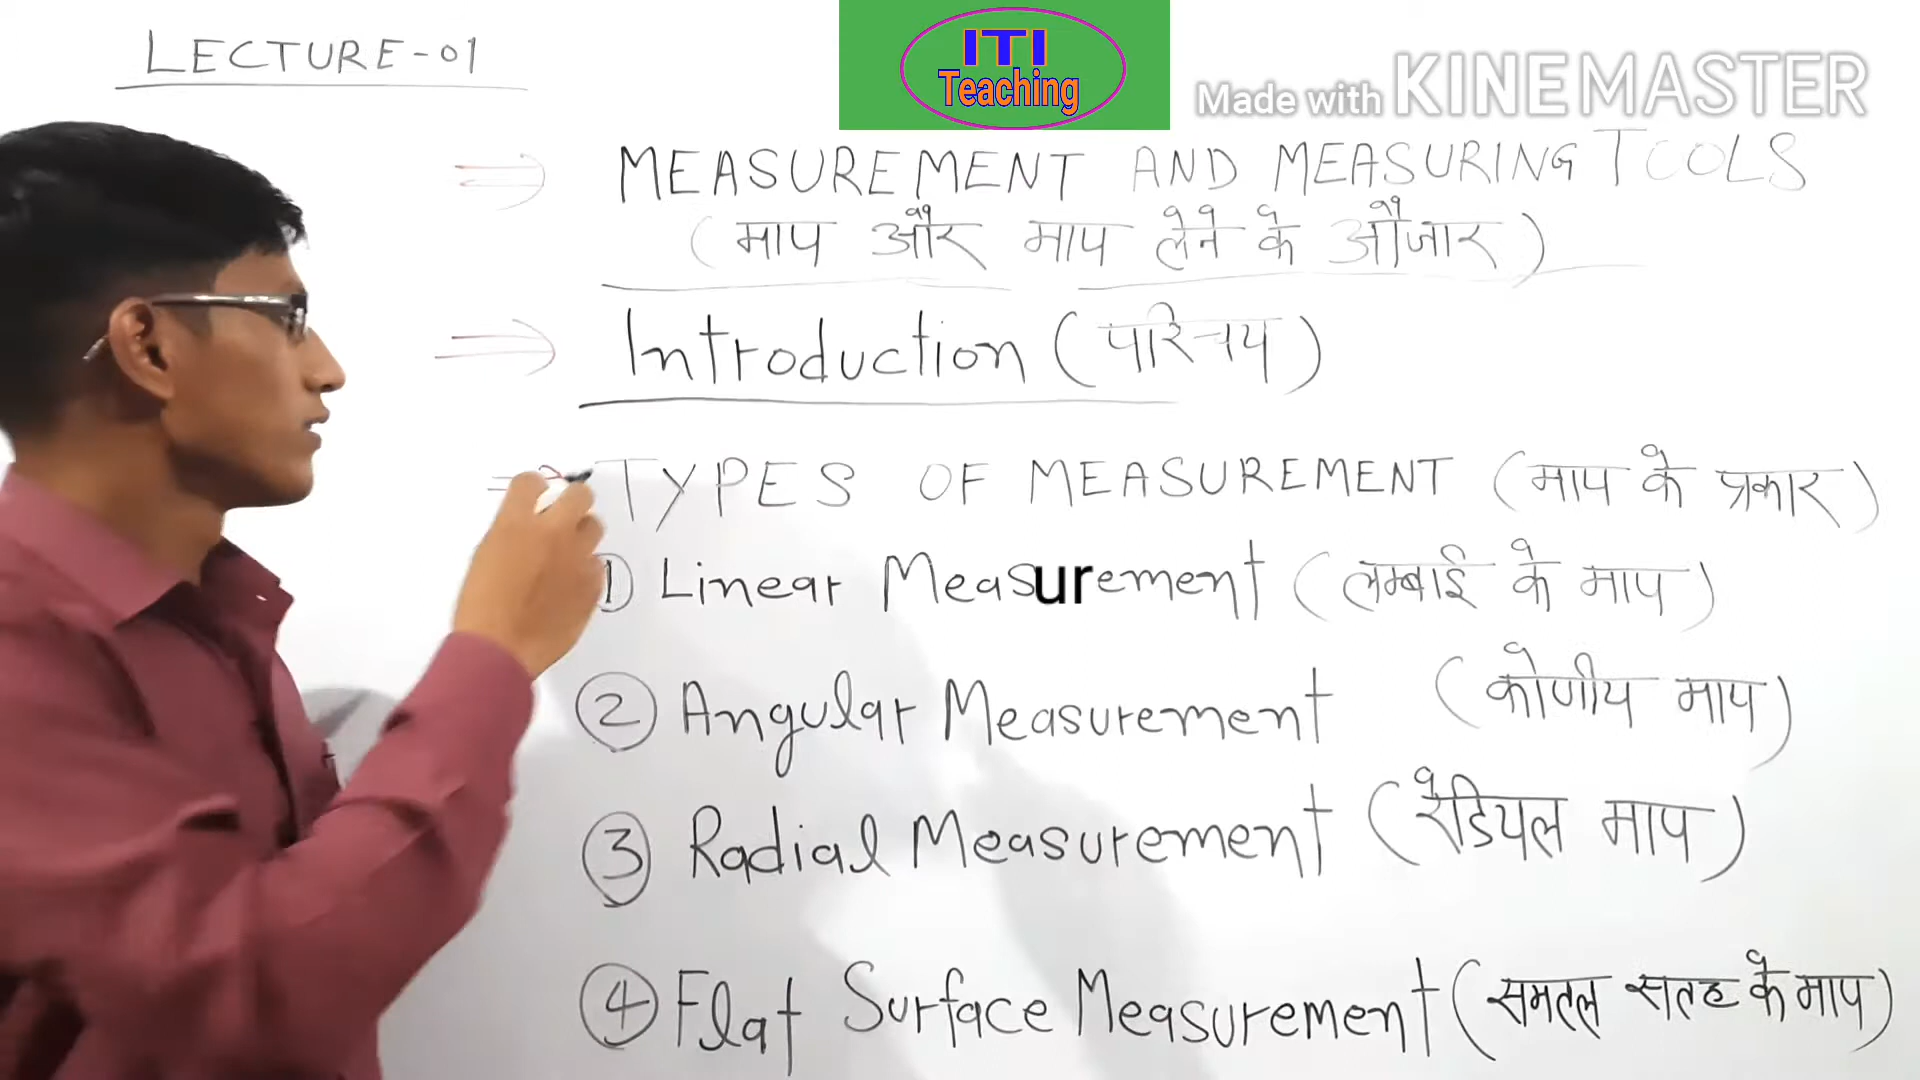 LECTURE-01
ITI
Teaching
Made with KINEMASTER
⇒ MEASUREMENT AND MEASURING TOOLS
(माप और माप लेने के औजार)
⇒ Introduction (परिचय)
TYPES OF MEASUREMENT (माप के प्रकार)
① Linear Measurement (लम्बाई के माप)
② Angular Measurement (कोणीय माप)
③ Radial Measurement (रेडियल माप)
④ Flat Surface Measurement (समतल सतह के माप)